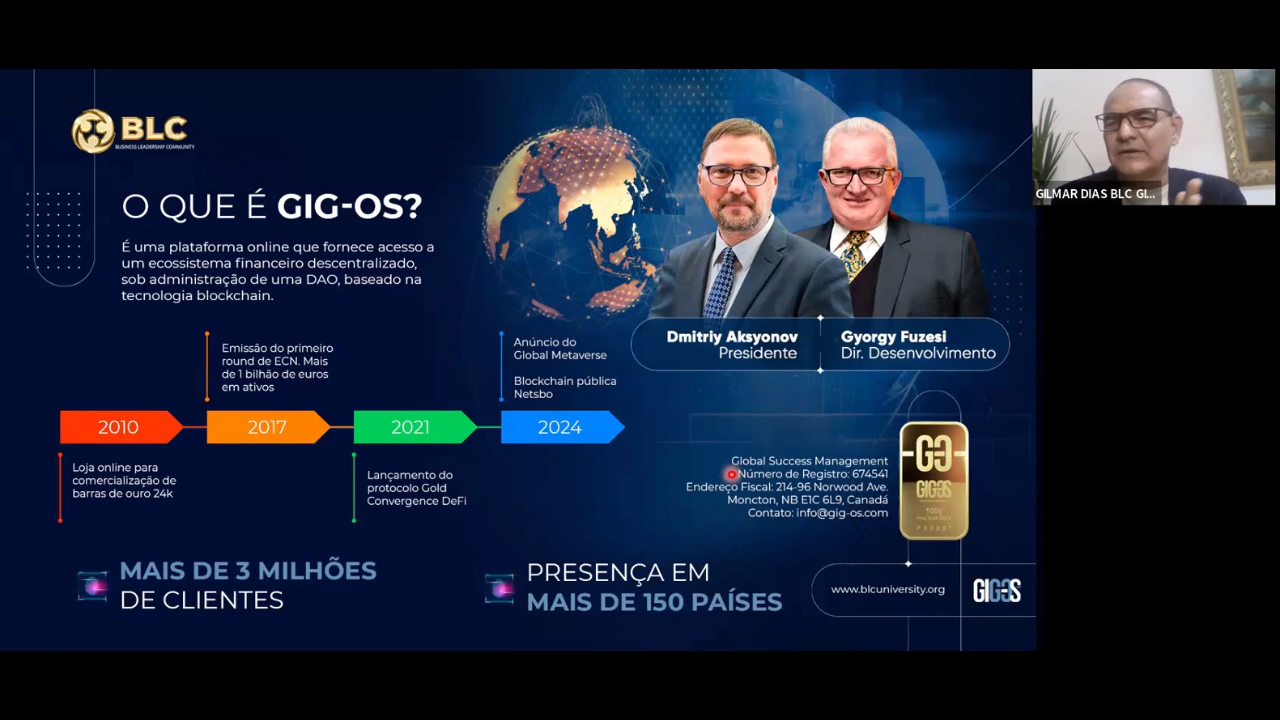 BLC
BUSINESS LEADERSHIP COMMUNITY
O QUE É GIG-OS?
É uma plataforma online que fornece acesso a
um ecossistema financeiro descentralizado,
sob administração de uma DAO, baseado na
tecnologia blockchain.
GILMAR DIAS BLC GI...
Dmitriy Aksyonov
Presidente
Gyorgy Fuzesi
Dir. Desenvolvimento
Emissão do primeiro
round de ECN. Mais
de 1 bilhão de euros
em ativos
Anúncio do
Global Metaverse
Blockchain pública
Netsbo
2010
2017
2021
2024
Loja online para
comercialização de
barras de ouro 24k
Lançamento do
protocolo Gold
Convergence DeFi
Global Success Management
Número de Registro: 674541
Endereço Fiscal: 214-96 Norwood Ave.
Moncton, NB E1C 6L9, Canadá
Contato: info@gig-os.com
GIGOS
100g
MAIS DE 3 MILHÕES
DE CLIENTES
PRESENÇA EM
MAIS DE 150 PAÍSES
www.blcuniversity.org
GIGOS